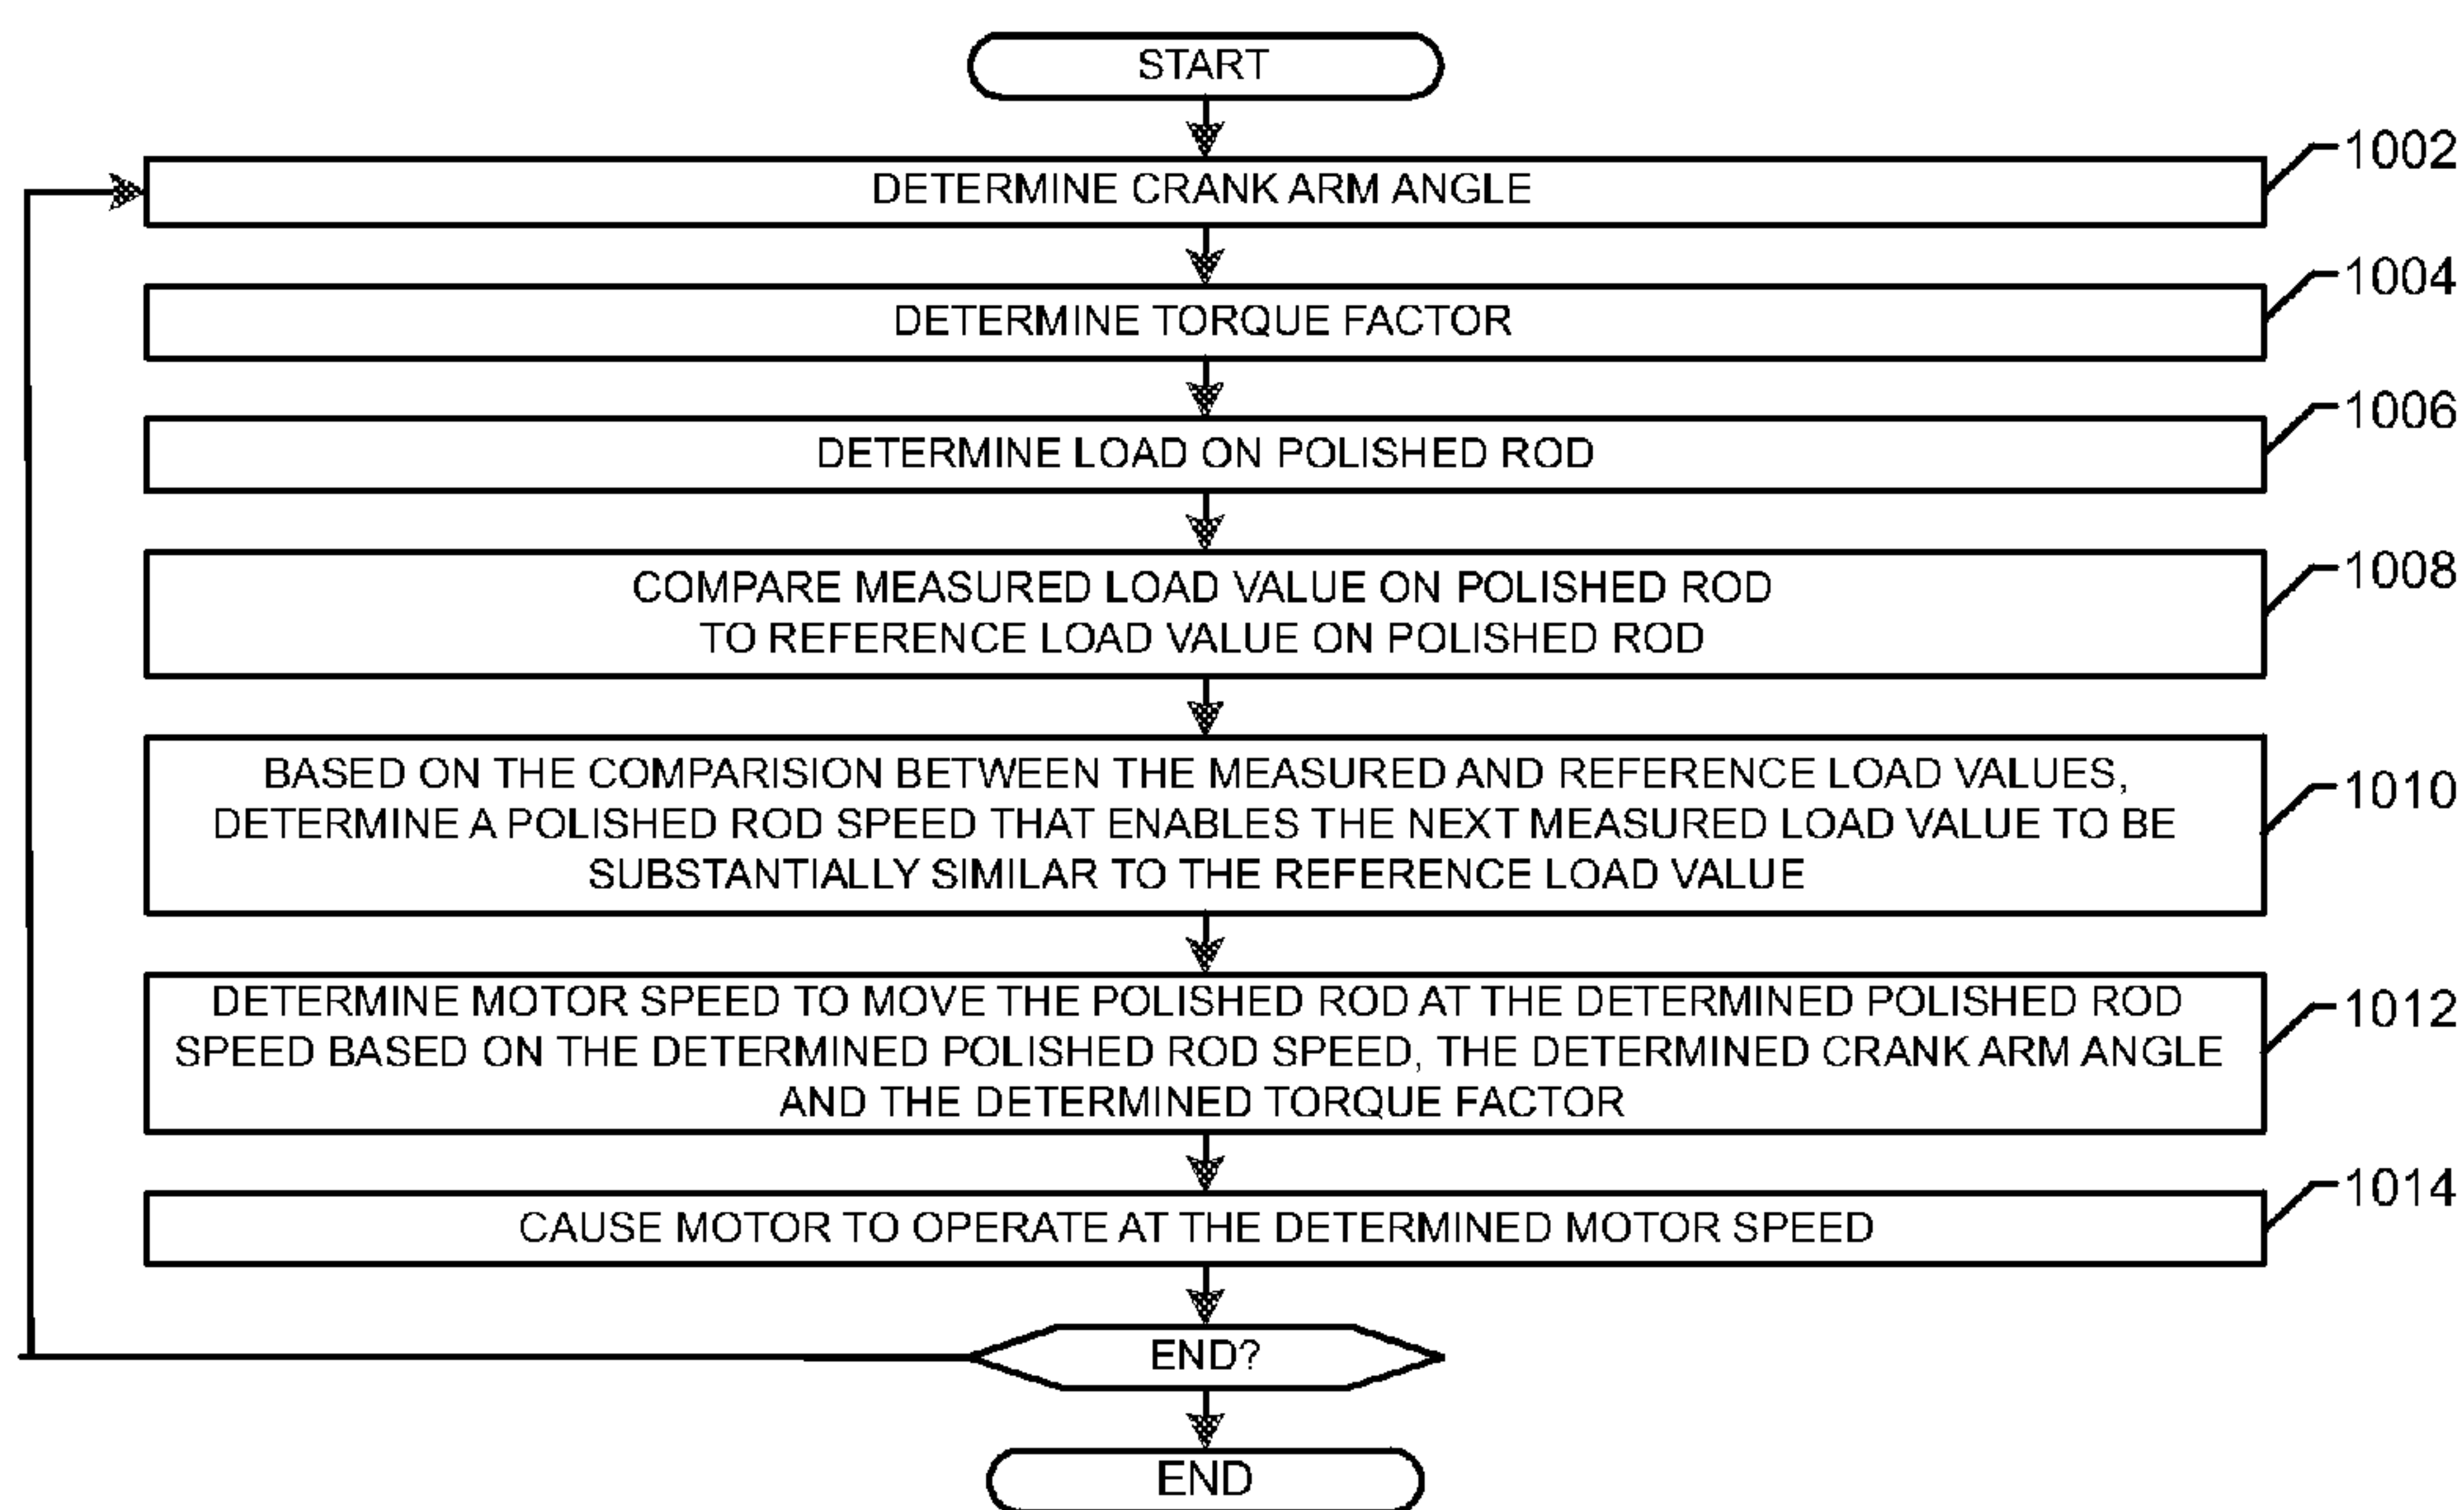 START
DETERMINE CRANK ARM ANGLE
1002
DETERMINE TORQUE FACTOR
1004
DETERMINE LOAD ON POLISHED ROD
1006
COMPARE MEASURED LOAD VALUE ON POLISHED ROD
TO REFERENCE LOAD VALUE ON POLISHED ROD
1008
BASED ON THE COMPARISION BETWEEN THE MEASURED AND REFERENCE LOAD VALUES,
DETERMINE A POLISHED ROD SPEED THAT ENABLES THE NEXT MEASURED LOAD VALUE TO BE
SUBSTANTIALLY SIMILAR TO THE REFERENCE LOAD VALUE
1010
DETERMINE MOTOR SPEED TO MOVE THE POLISHED ROD AT THE DETERMINED POLISHED ROD
SPEED BASED ON THE DETERMINED POLISHED ROD SPEED, THE DETERMINED CRANK ARM ANGLE
AND THE DETERMINED TORQUE FACTOR
1012
CAUSE MOTOR TO OPERATE AT THE DETERMINED MOTOR SPEED
1014
END?
END